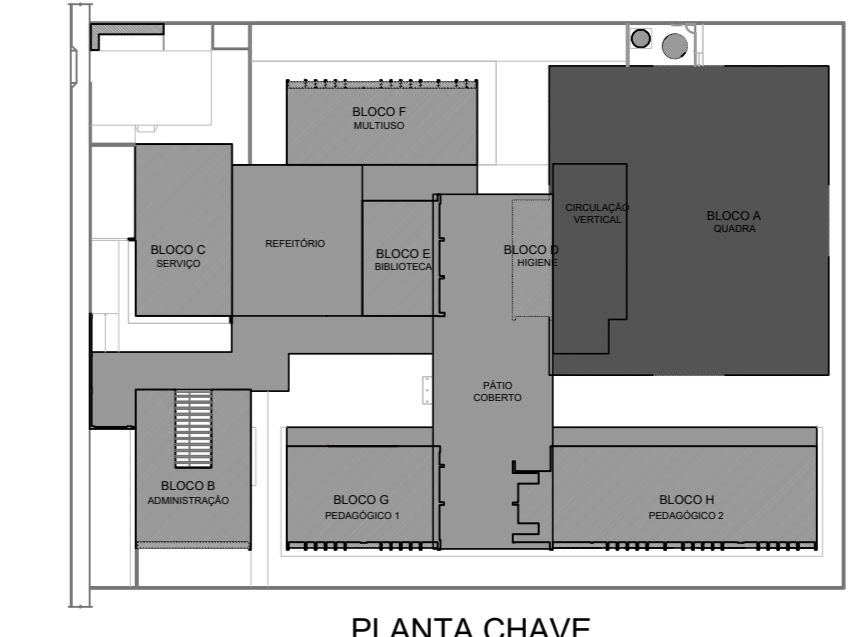 BLOCO F
MULTIUSO
CIRCULAÇÃO
VERTICAL
BLOCO A
QUADRA
BLOCO C
SERVIÇO
REFEITÓRIO
BLOCO E
BIBLIOTECA
BLOCO D
HIGIENE
PÁTIO
COBERTO
BLOCO B
ADMINISTRAÇÃO
BLOCO G
PEDAGÓGICO 1
BLOCO H
PEDAGÓGICO 2
PLANTA CHAVE